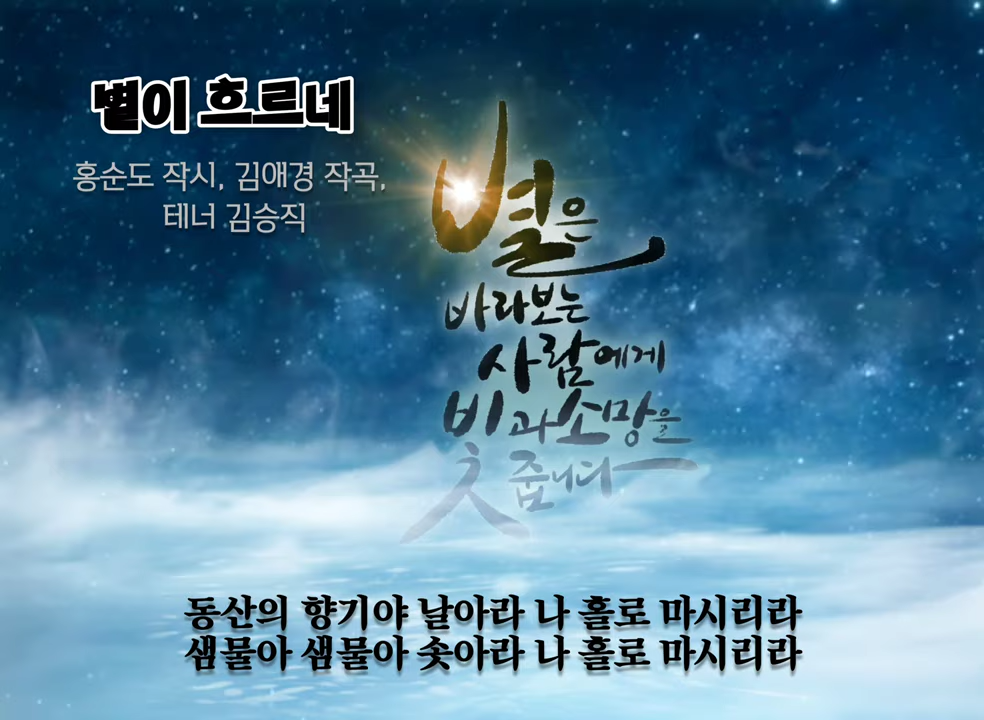 별이 흐르네
홍순도 작시, 김애경 작곡,
테너 김승직
별은
바라보는
사람에게
빛과 소망을
줍니다
동산의 향기야 날아라 나 홀로 마시리라
샘물아 샘물아 솟아라 나 홀로 마시리라